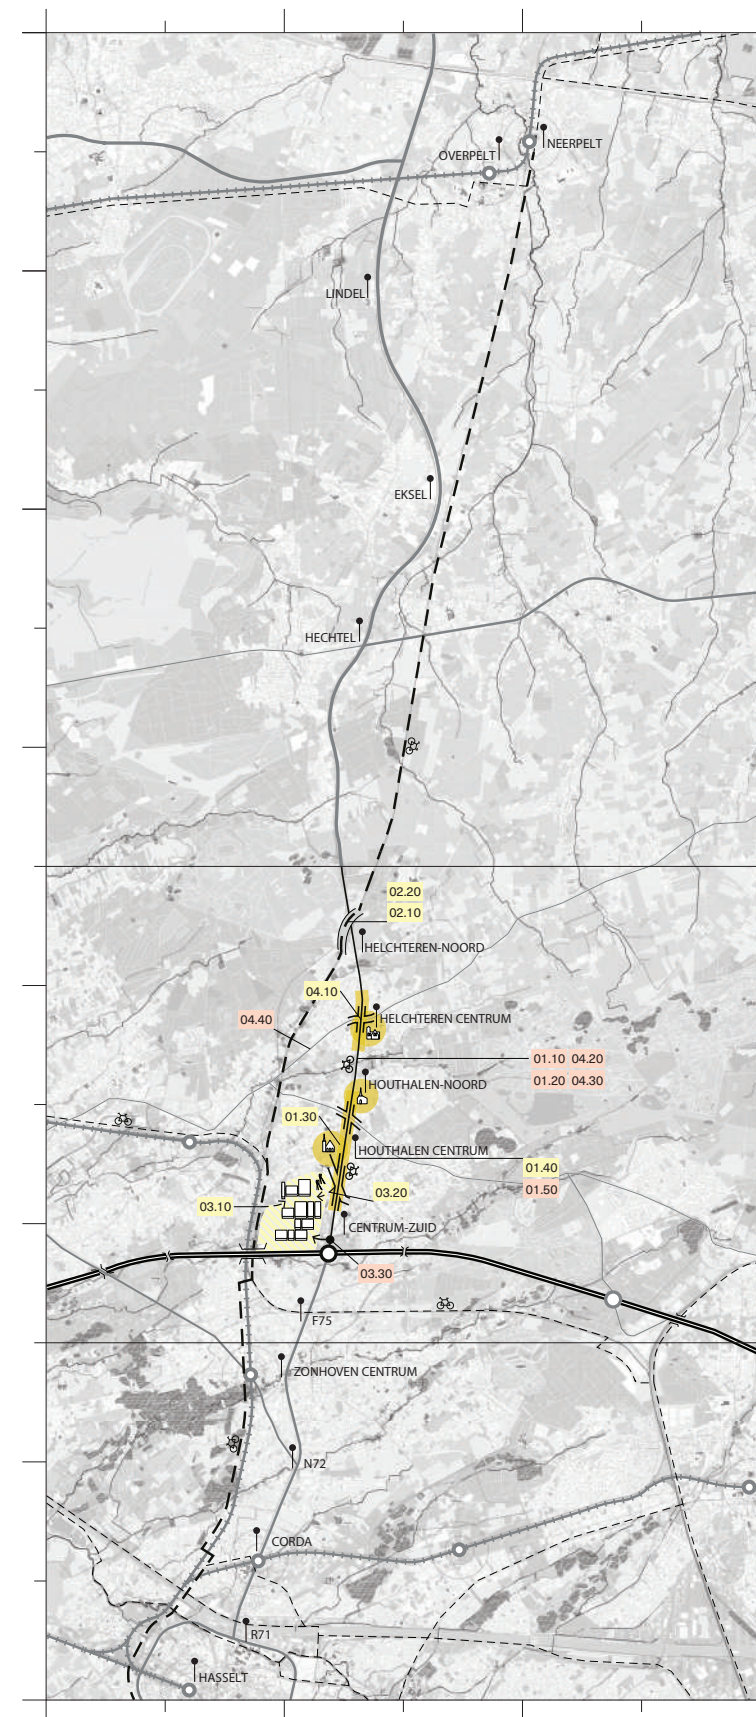 NEERPELT
OVERPELT
LINDEL
EKSEL
HECHTEL
02.20
02.10
HELCHTEREN-NOORD
04.10
04.40
HELCHTEREN CENTRUM
01.10 04.20
01.20 04.30
HOUTHALEN-NOORD
01.30
HOUTHALEN CENTRUM
01.40
01.50
03.20
03.10
CENTRUM-ZUID
03.30
F75
ZONHOVEN CENTRUM
N72
CORDA
R71
HASSELT